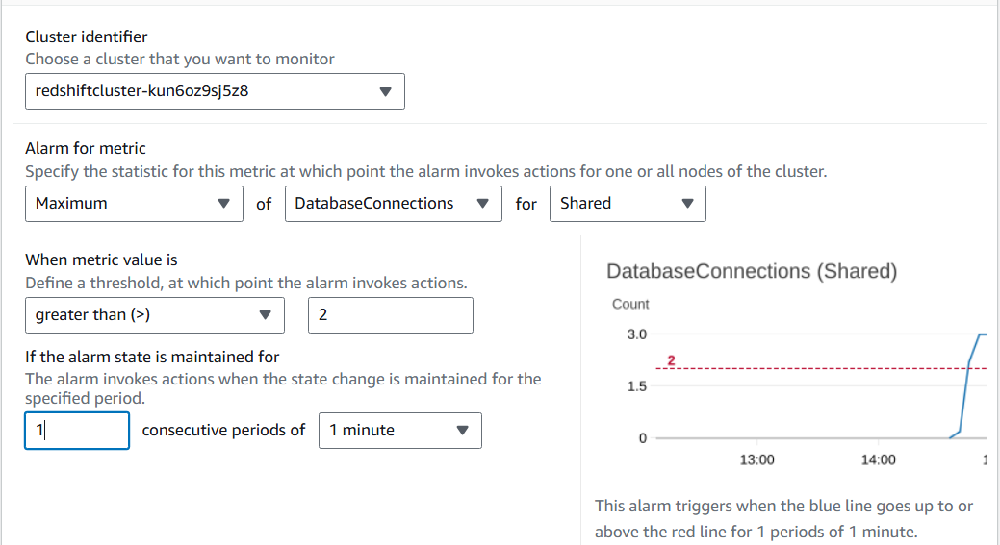 Cluster identifier
Choose a cluster that you want to monitor
redshiftcluster-kun6oz9sj5z8
Alarm for metric
Specify the statistic for this metric at which point the alarm invokes actions for one or all nodes of the cluster.
Maximum of DatabaseConnections for Shared
When metric value is
Define a threshold, at which point the alarm invokes actions.
greater than (>) 2
If the alarm state is maintained for
The alarm invokes actions when the state change is maintained for the
specified period.
1 consecutive periods of 1 minute
DatabaseConnections (Shared)
Count
3.0
2
1.5
0
13:00 14:00
This alarm triggers when the blue line goes up to or
above the red line for 1 periods of 1 minute.